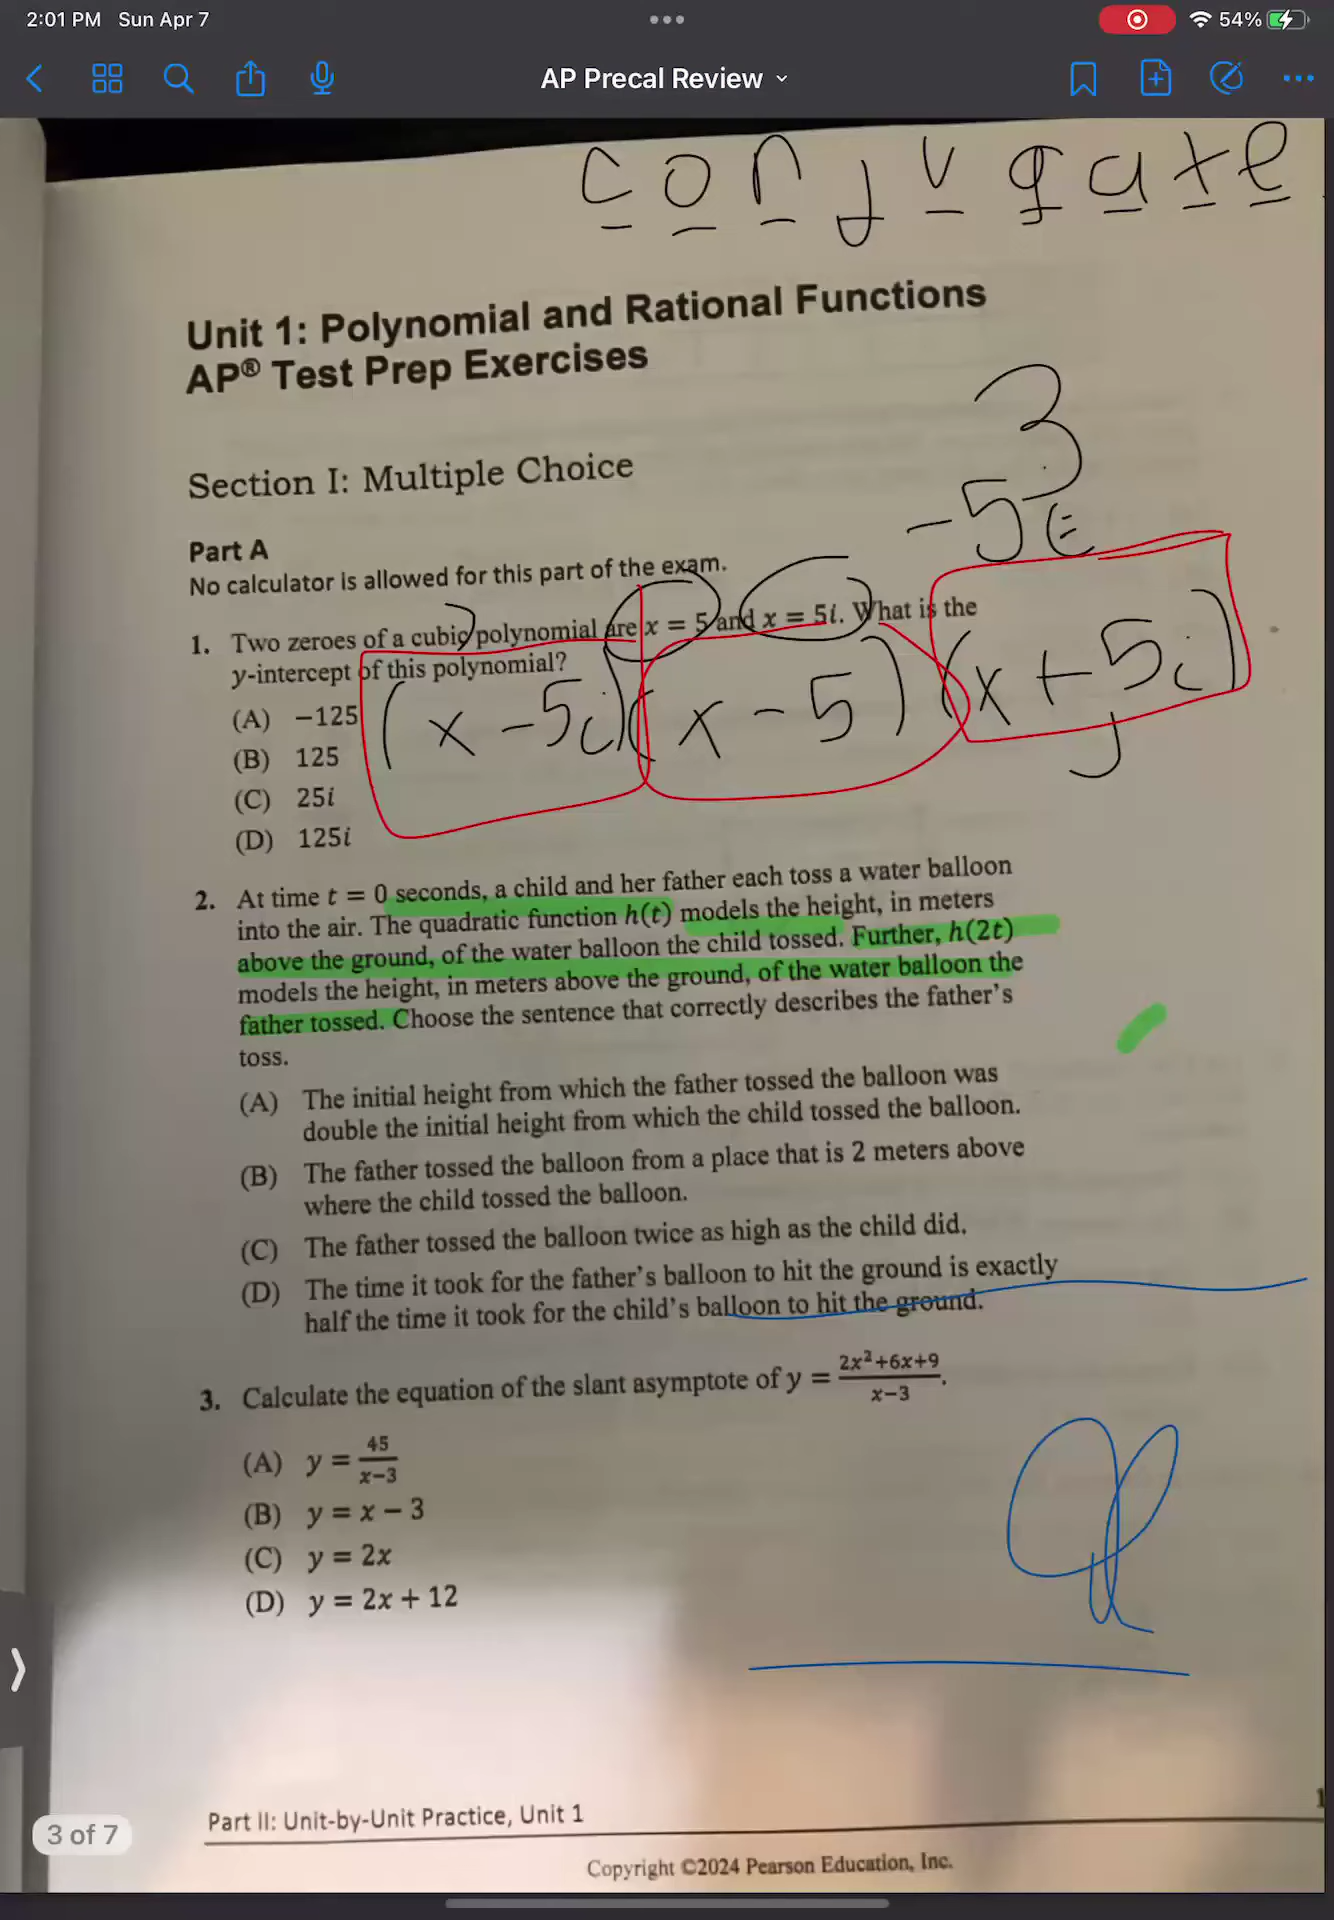 2:01 PM Sun Apr 7
54%
AP Precal Review
conjugate
Unit 1: Polynomial and Rational Functions
AP® Test Prep Exercises
3
Section I: Multiple Choice
-5i
Part A
No calculator is allowed for this part of the exam.
1. Two zeroes of a cubic polynomial are x = 5 and x = 5i. What is the
y-intercept of this polynomial?
(x - 5i)(x - 5)(x + 5i)
(A) −125
(B) 125
(C) 25i
(D) 125i
2. At time t = 0 seconds, a child and her father each toss a water balloon
into the air. The quadratic function h(t) models the height, in meters
above the ground, of the water balloon the child tossed. Further, h(2t)
models the height, in meters above the ground, of the water balloon the
father tossed. Choose the sentence that correctly describes the father's
toss.
(A) The initial height from which the father tossed the balloon was
double the initial height from which the child tossed the balloon.
(B) The father tossed the balloon from a place that is 2 meters above
where the child tossed the balloon.
(C) The father tossed the balloon twice as high as the child did.
(D) The time it took for the father's balloon to hit the ground is exactly
half the time it took for the child's balloon to hit the ground.
3. Calculate the equation of the slant asymptote of y = (2x²+6x+9)/(x−3).
(A) y = 45/(x−3)
(B) y = x − 3
(C) y = 2x
(D) y = 2x + 12
Part II: Unit-by-Unit Practice, Unit 1
1
3 of 7
Copyright ©2024 Pearson Education, Inc.